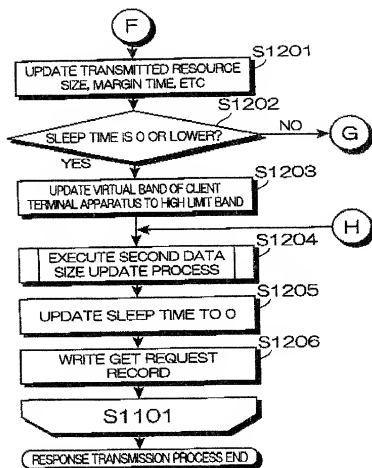 F
S1201
UPDATE TRANSMITTED RESOURCE
SIZE, MARGIN TIME, ETC
S1202
SLEEP TIME IS 0 OR LOWER?
NO
G
YES
S1203
UPDATE VIRTUAL BAND OF CLIENT
TERMINAL APPARATUS TO HIGH LIMIT BAND
H
S1204
EXECUTE SECOND DATA
SIZE UPDATE PROCESS
S1205
UPDATE SLEEP TIME TO 0
S1206
WRITE GET REQUEST
RECORD
S1101
RESPONSE TRANSMISSION PROCESS END